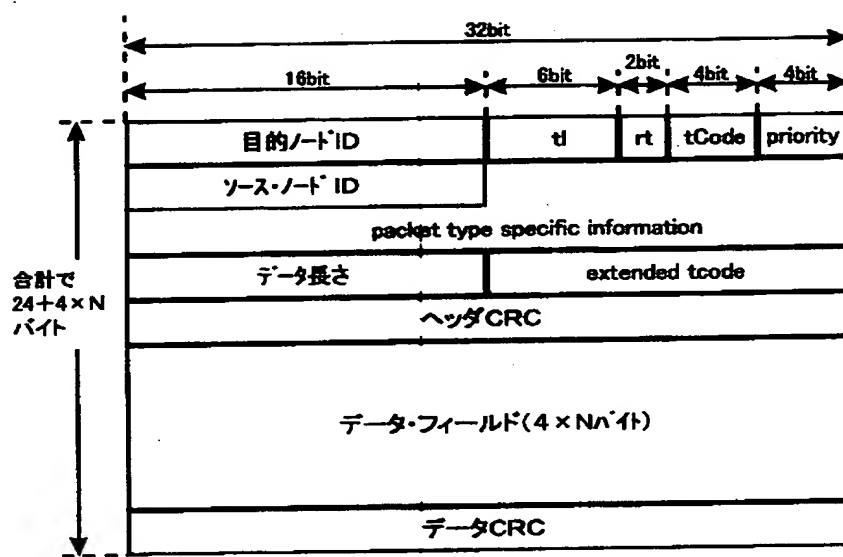 32bit
16bit
6bit
2bit
4bit
4bit
目的ノードID
tl
rt
tCode
priority
ソース・ノードID
packet type specific information
データ長さ
extended tcode
合計で
24+4×N
バイト
ヘッダCRC
データ・フィールド(4×Nバイト)
データCRC